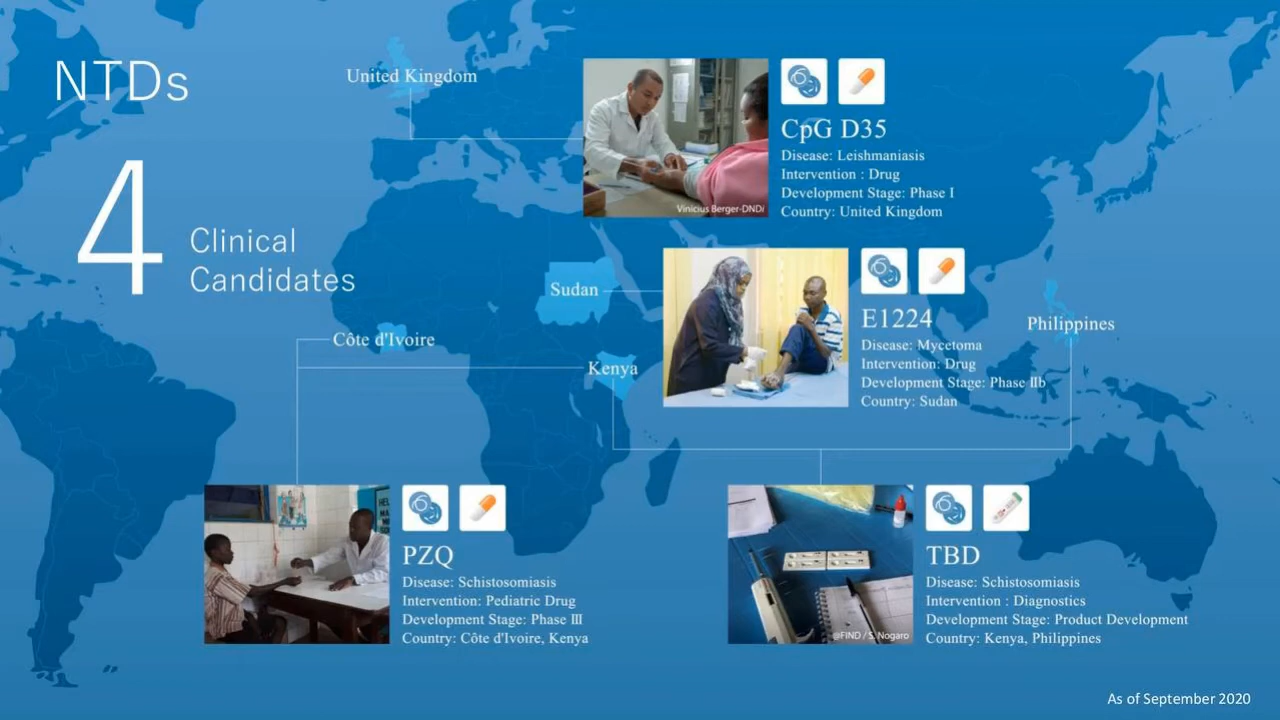 NTDs
4
Clinical
Candidates
United Kingdom
Vinicius Berger-DNDi
CpG D35
Disease: Leishmaniasis
Intervention : Drug
Development Stage: Phase I
Country: United Kingdom
Sudan
E1224
Disease: Mycetoma
Intervention: Drug
Development Stage: Phase IIb
Country: Sudan
Philippines
Côte d'Ivoire
Kenya
PZQ
Disease: Schistosomiasis
Intervention: Pediatric Drug
Development Stage: Phase III
Country: Côte d'Ivoire, Kenya
@FIND / S. Nogaro
TBD
Disease: Schistosomiasis
Intervention : Diagnostics
Development Stage: Product Development
Country: Kenya, Philippines
As of September 2020